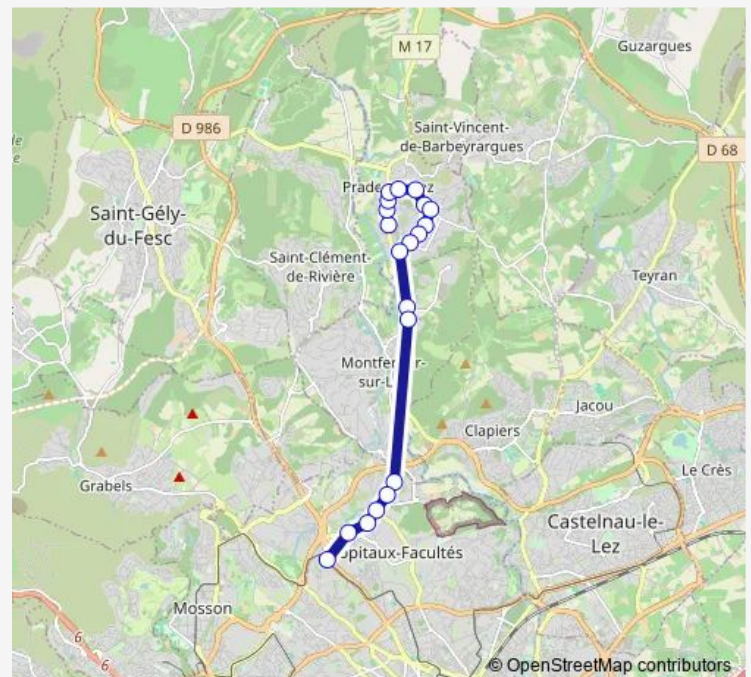 Guzargues
M 17
Saint-Vincent-
de-Barbeyrargues
D 986
D 68
Saint-Gély-
du-Fesc
Saint-Clément-
de-Rivière
Teyran
Jacou
Clapiers
Le Crès
Grabels
Castelnau-le-
Lez
Mosson
6
6
© OpenStreetMap contributors